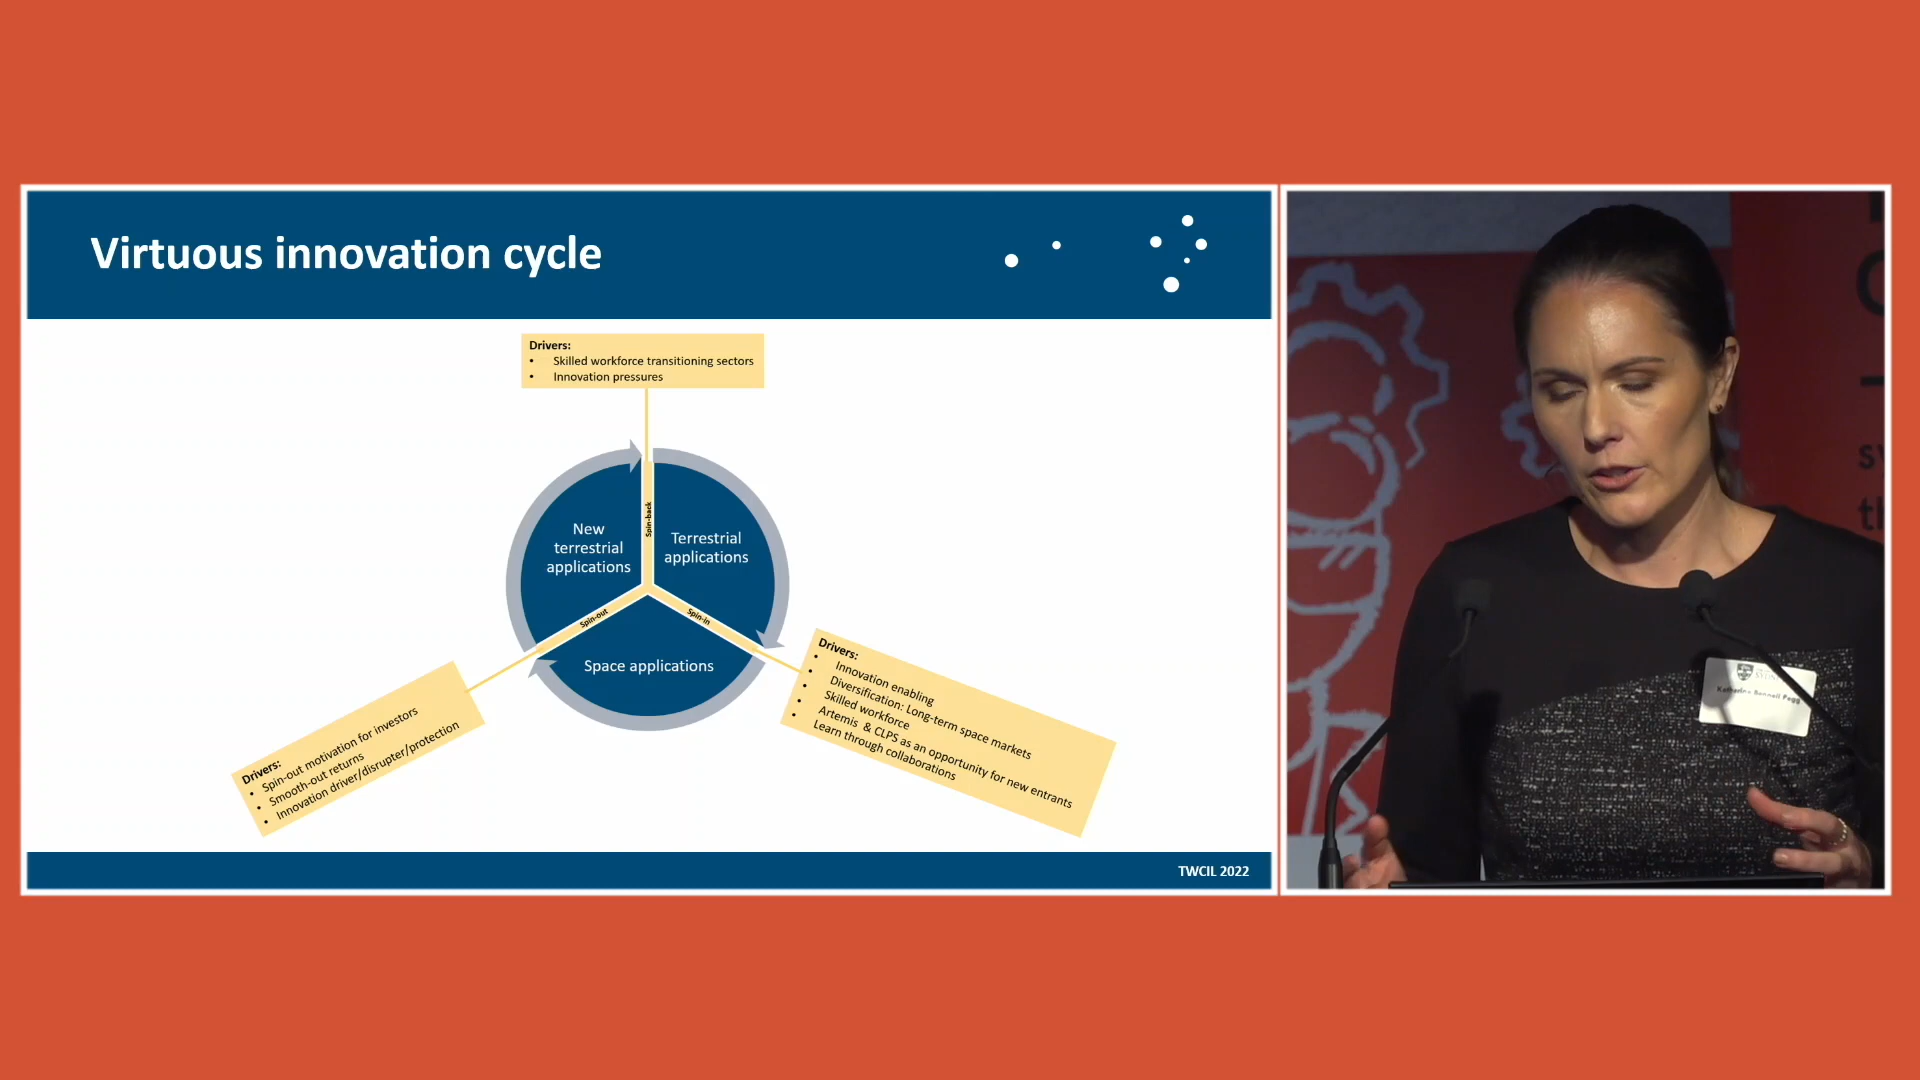 Virtuous innovation cycle
Drivers:
• Skilled workforce transitioning sectors
• Innovation pressures
Spin-back
New
terrestrial
applications
Terrestrial
applications
Spin-out
Spin-in
Space applications
Drivers:
• Spin-out motivation for investors
• Smooth-out returns
• Innovation driver/disrupter/protection
Drivers:
• Innovation enabling
• Diversification: Long-term space markets
• Skilled workforce
• Artemis & CLPS as an opportunity for new entrants
• Learn through collaborations
TWCIL 2022
Katherine Bennell Pegg